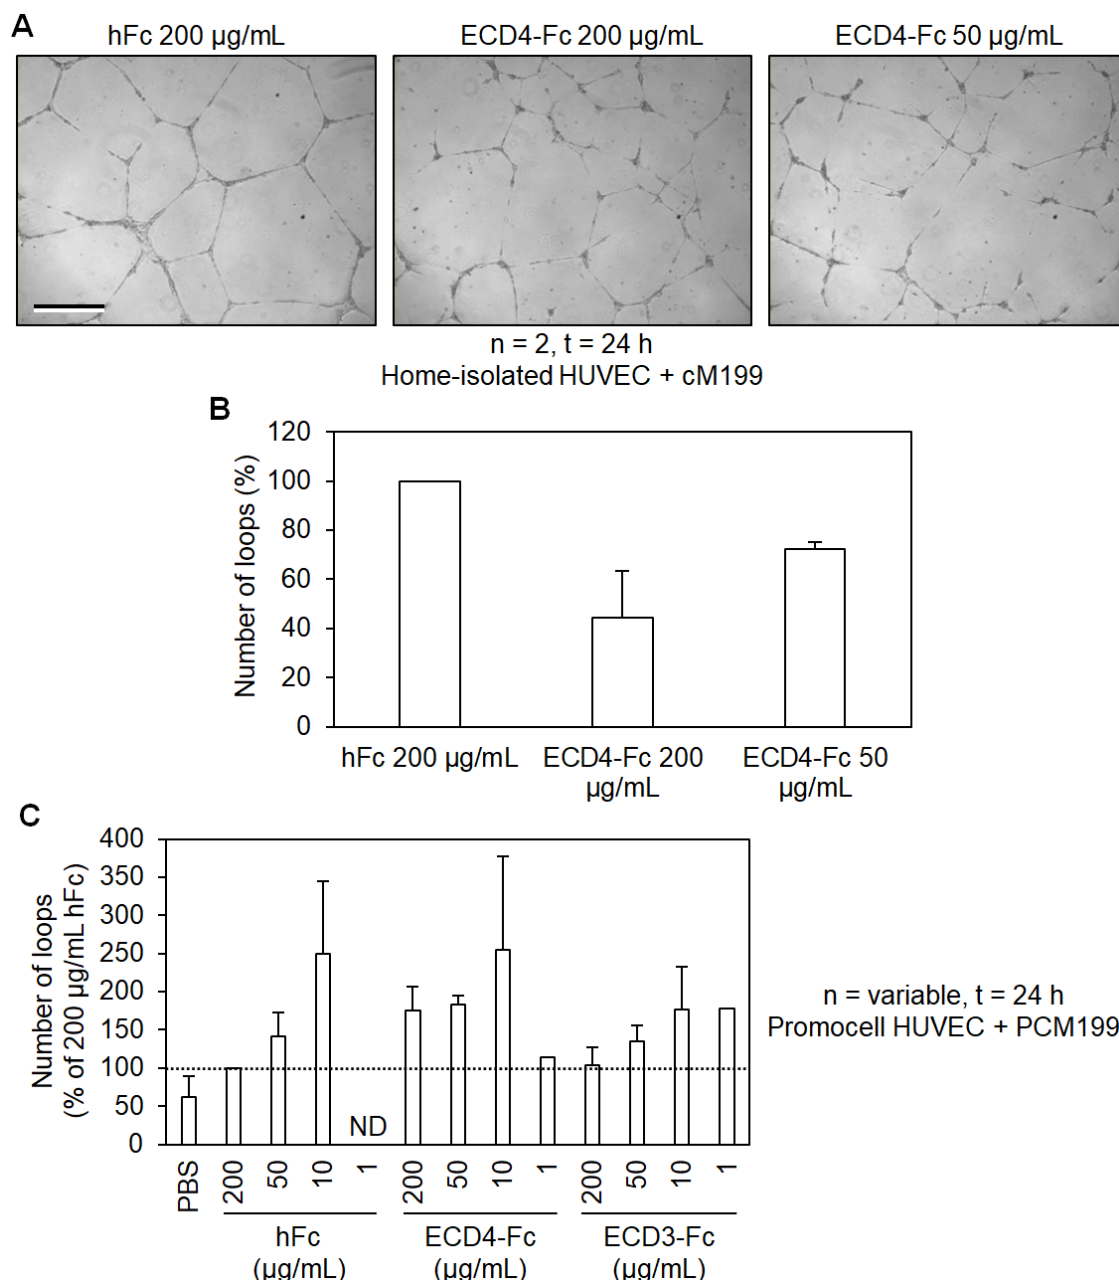 A
hFc 200 µg/mL
ECD4-Fc 200 µg/mL
ECD4-Fc 50 µg/mL
n = 2, t = 24 h
Home-isolated HUVEC + cM199
B
Number of loops (%)
120
100
80
60
40
20
0
hFc 200 µg/mL
ECD4-Fc 200
µg/mL
ECD4-Fc 50
µg/mL
C
Number of loops
(% of 200 µg/mL hFc)
400
350
300
250
200
150
100
50
0
ND
PBS
200
50
10
1
200
50
10
1
200
50
10
1
hFc
(µg/mL)
ECD4-Fc
(µg/mL)
ECD3-Fc
(µg/mL)
n = variable, t = 24 h
Promocell HUVEC + PCM199